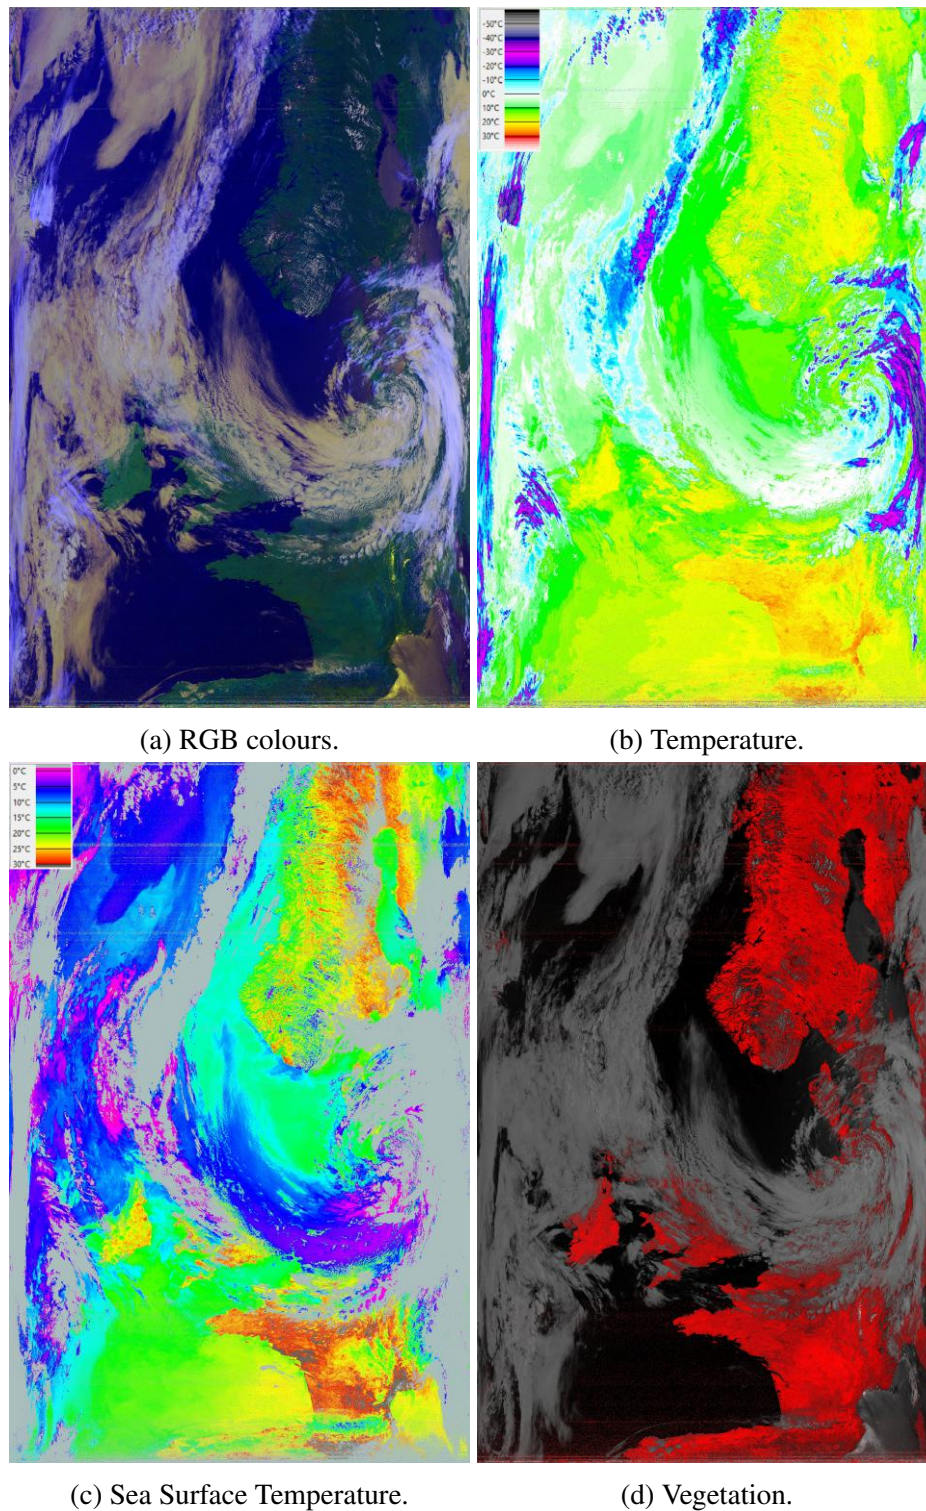 -50°C
-40°C
-30°C
-20°C
-10°C
0°C
10°C
20°C
30°C
(a) RGB colours.
(b) Temperature.
0°C
5°C
10°C
15°C
20°C
25°C
30°C
(c) Sea Surface Temperature.
(d) Vegetation.